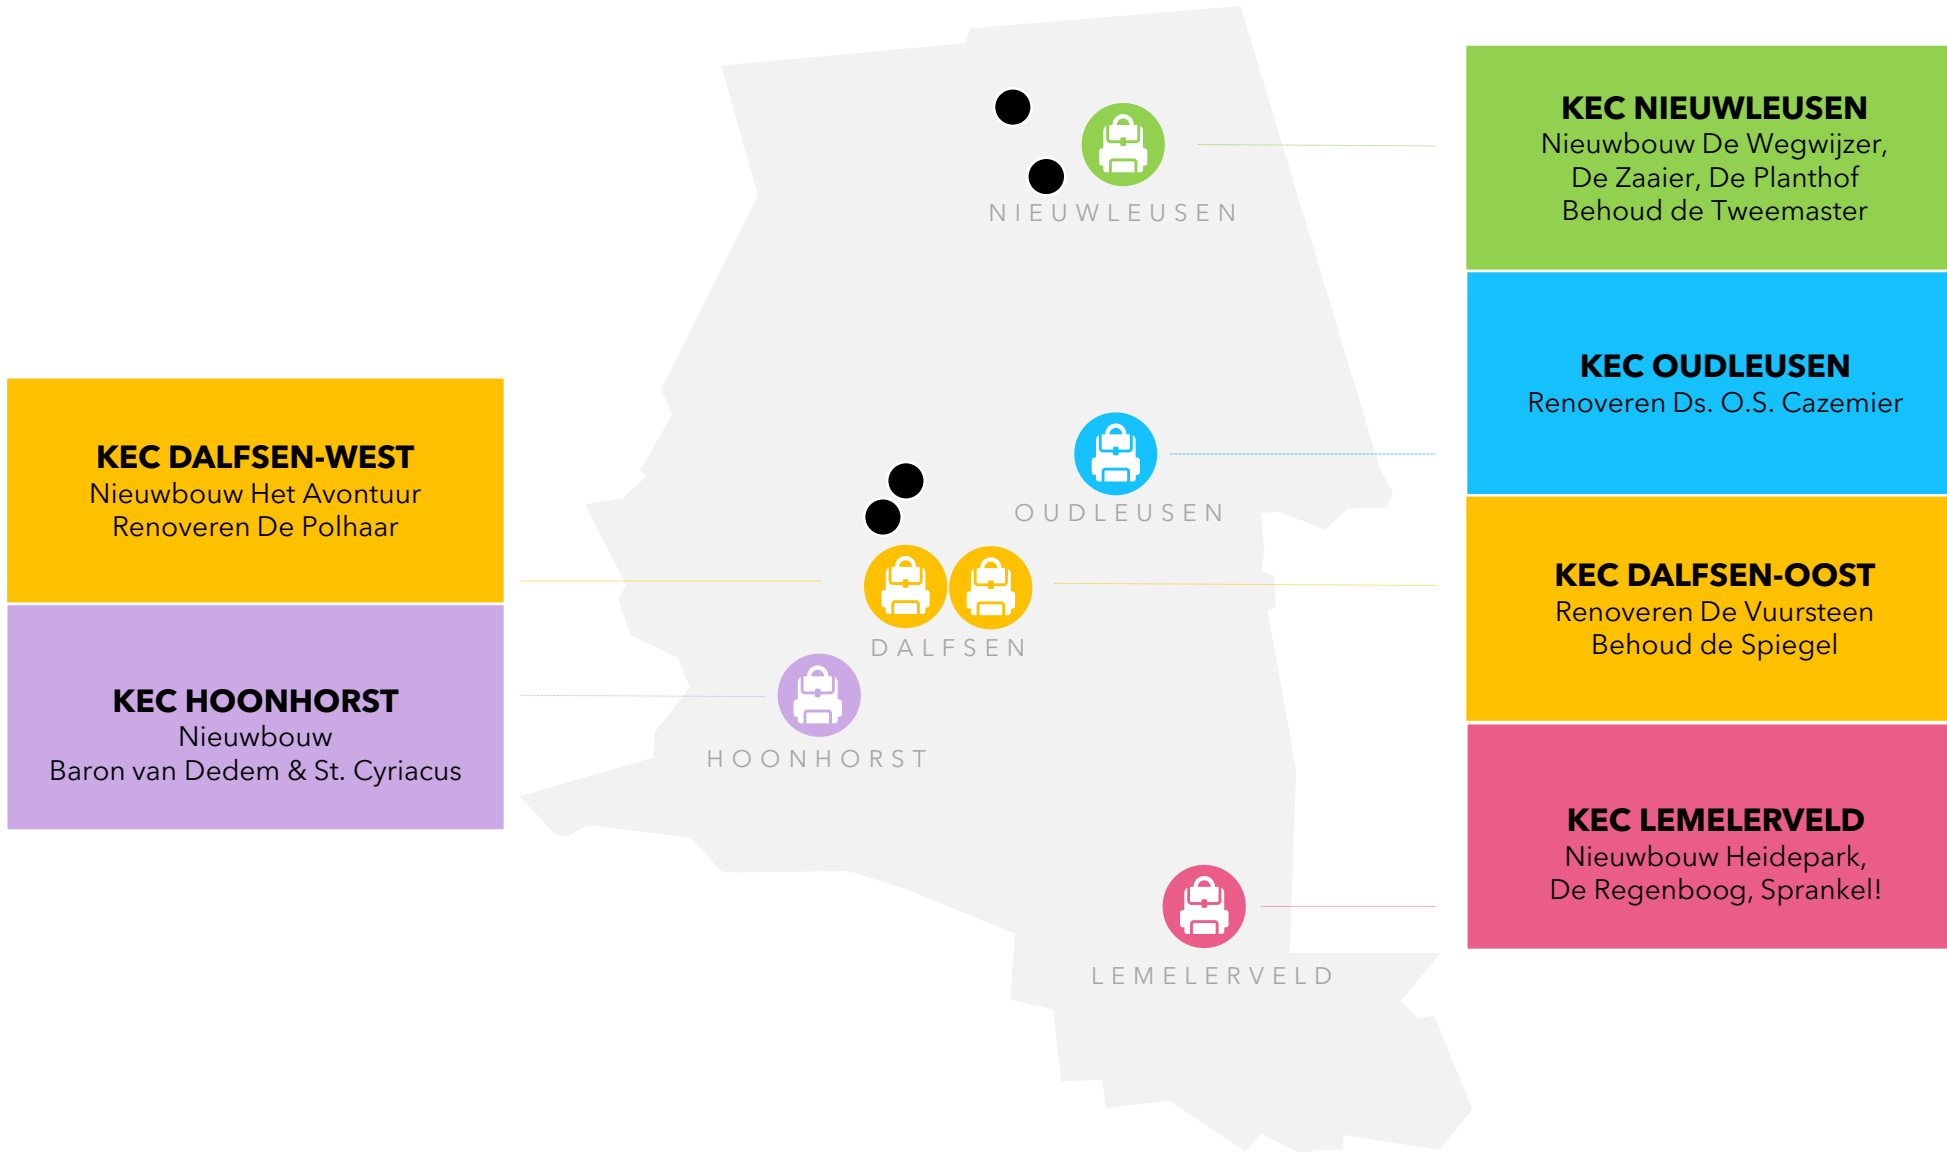 KEC NIEUWLEUSEN
Nieuwbouw De Wegwijzer,
De Zaaier, De Planthof
Behoud de Tweemaster
KEC OUDLEUSEN
Renoveren Ds. O.S. Cazemier
KEC DALFSEN-WEST
Nieuwbouw Het Avontuur
Renoveren De Polhaar
KEC HOONHORST
Nieuwbouw
Baron van Dedem & St. Cyriacus
KEC DALFSEN-OOST
Renoveren De Vuursteen
Behoud de Spiegel
KEC LEMELERVELD
Nieuwbouw Heidepark,
De Regenboog, Sprankel!
NIEUWLEUSEN
OUDLEUSEN
DALFSEN
HOONHORST
LEMELERVELD